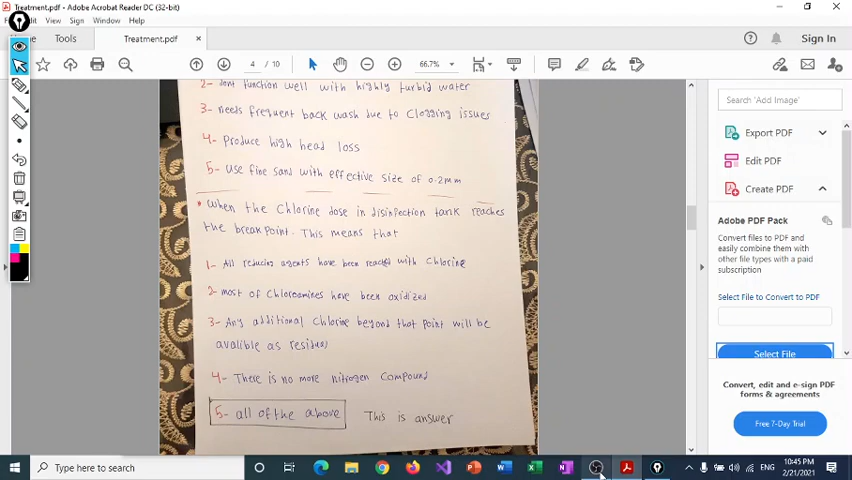 Treatment.pdf - Adobe Acrobat Reader DC (32-bit)
View Sign Window Help
Tools
Treatment.pdf ×
Sign In
4 / 10
66.7%
2- dont function well with highly turbid water
3- needs frequent back wash due to Clogging issues
4- Produce high head loss
5- Use fine sand with effective size of 0.2mm
• When the Chlorine dose in disinfection tank reaches
the breakpoint. This means that
1- All reducing agents have been reacted with Chlorine
2- most of Chloramines have been oxidized
3- Any additional Chlorine beyond that Point will be
avalible as residual
4- There is no more nitrogen Compound
5- all of the above This is answer
Search 'Add Image'
Export PDF
Edit PDF
Create PDF
Adobe PDF Pack
Convert files to PDF and
easily combine them with
other file types with a paid
subscription
Select File to Convert to PDF
Select File
Convert, edit and e-sign PDF
forms & agreements
Free 7-Day Trial
Type here to search
ENG
10:45 PM
2/21/2021